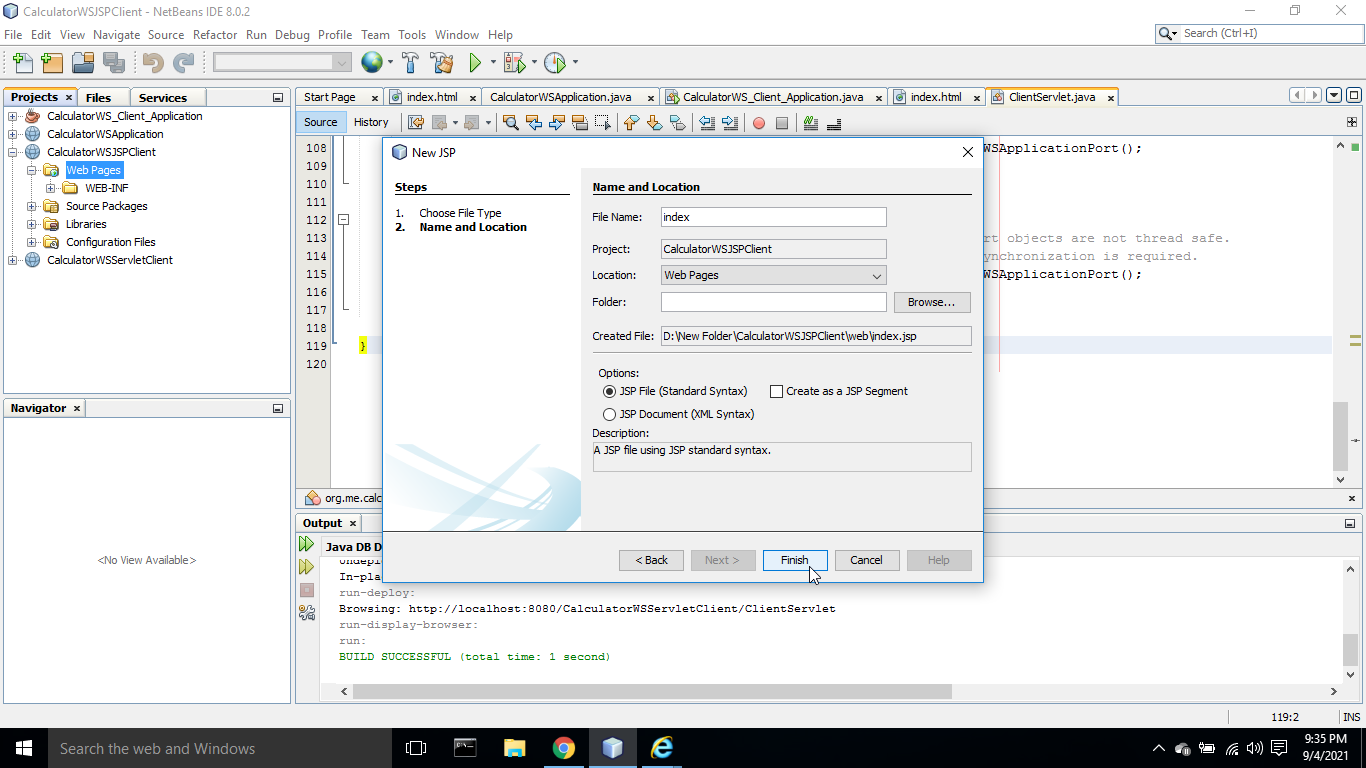 CalculatorWSJSPClient - NetBeans IDE 8.0.2
File Edit View Navigate Source Refactor Run Debug Profile Team Tools Window Help
Search (Ctrl+I)
Projects Files Services
CalculatorWS_Client_Application
CalculatorWSApplication
CalculatorWSJSPClient
Web Pages
WEB-INF
Source Packages
Libraries
Configuration Files
CalculatorWSServletClient
Start Page index.html CalculatorWSApplication.java CalculatorWS_Client_Application.java index.html ClientServlet.java
Source History
108 WSApplicationPort();
109
110
111
112
113 rt objects are not thread safe.
114 ynchronization is required.
115 WSApplicationPort();
116
117
118
119 }
120
New JSP
Steps
1. Choose File Type
2. Name and Location
Name and Location
File Name: index
Project: CalculatorWSJSPClient
Location: Web Pages
Folder: Browse...
Created File: D:\New Folder\CalculatorWSJSPClient\web\index.jsp
Options:
JSP File (Standard Syntax) Create as a JSP Segment
JSP Document (XML Syntax)
Description:
A JSP file using JSP standard syntax.
< Back Next > Finish Cancel Help
Navigator
<No View Available>
org.me.calc
Output
Java DB D
Undepl
In-pla
run-deploy:
Browsing: http://localhost:8080/CalculatorWSServletClient/ClientServlet
run-display-browser:
run:
BUILD SUCCESSFUL (total time: 1 second)
119:2 INS
Search the web and Windows
9:35 PM
9/4/2021